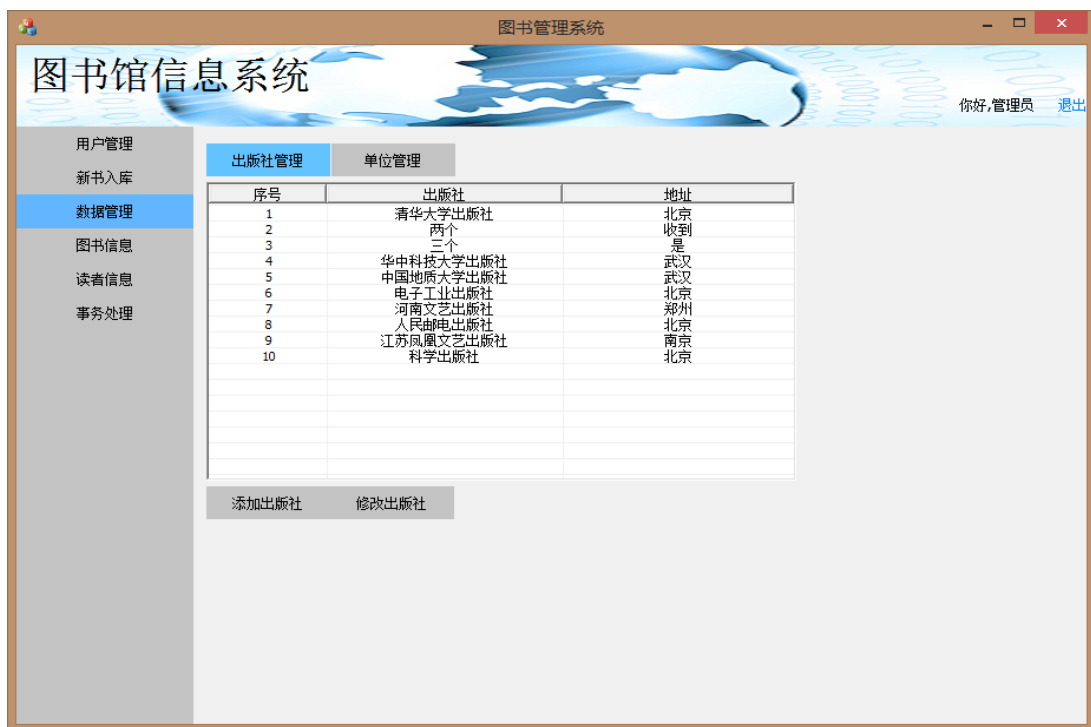 图书管理系统
图书馆信息系统
你好,管理员 退出
用户管理
新书入库
数据管理
图书信息
读者信息
事务处理
出版社管理 单位管理
序号 出版社 地址
1 清华大学出版社 北京
2 两个 收到
3 三个 是
4 华中科技大学出版社 武汉
5 中国地质大学出版社 武汉
6 电子工业出版社 北京
7 河南文艺出版社 郑州
8 人民邮电出版社 北京
9 江苏凤凰文艺出版社 南京
10 科学出版社 北京
添加出版社 修改出版社